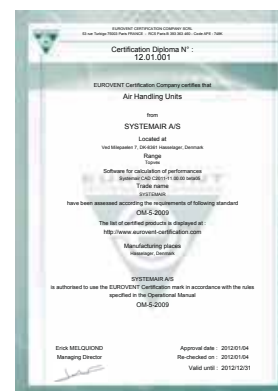 EUROVENT CERTIFICATION COMPANY SCRL
Certification Diploma N° :
12.01.001
EUROVENT Certification Company certifies that
Air Handling Units
from
SYSTEMAIR A/S
Located at
Ved Milepælen 7, DK-8361 Hasselager, Denmark
Range
Topvex
Software for calculation of performances
Systemair CAD
Trade name
SYSTEMAIR
have been assessed according the requirements of following standard
OM-5-2009
The list of certified products is displayed at :
http://www.eurovent-certification.com
Manufacturing places
Hasselager, Denmark
SYSTEMAIR A/S
is authorised to use the EUROVENT Certification mark in accordance with the rules
specified in the Operational Manual
OM-5-2009
Erick MELQUIOND
Managing Director
Approval date : 2012/01/04
Re-checked on : 2012/01/04
Valid until : 2012/12/31